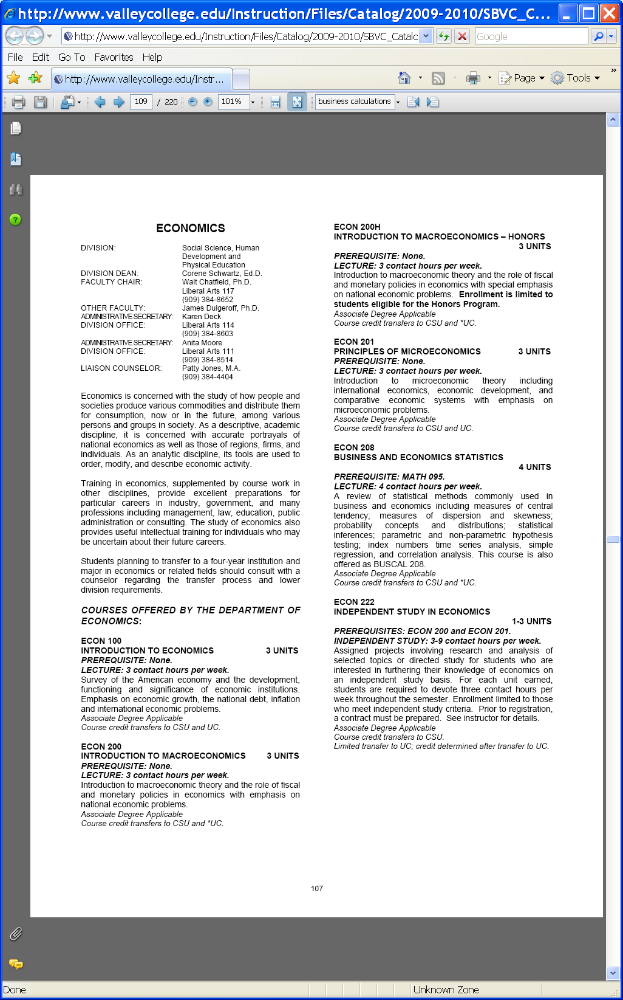 http://www.valleycollege.edu/Instruction/Files/Catalog/2009-2010/SBVC_C...
http://www.valleycollege.edu/Instruction/Files/Catalog/2009-2010/SBVC_Catalc
Google
File Edit Go To Favorites Help
http://www.valleycollege.edu/Instr...
Page Tools »
109 / 220 101% business calculations
ECONOMICS
DIVISION: Social Science, Human
Development and
Physical Education
DIVISION DEAN: Corene Schwartz, Ed.D.
FACULTY CHAIR: Walt Chatfield, Ph.D.
Liberal Arts 117
(909) 384-8652
OTHER FACULTY: James Dulgeroff, Ph.D.
ADMINISTRATIVE SECRETARY: Karen Deck
DIVISION OFFICE: Liberal Arts 114
(909) 384-8603
ADMINISTRATIVE SECRETARY: Anita Moore
DIVISION OFFICE: Liberal Arts 111
(909) 384-8514
LIAISON COUNSELOR: Patty Jones, M.A.
(909) 384-4404
Economics is concerned with the study of how people and
societies produce various commodities and distribute them
for consumption, now or in the future, among various
persons and groups in society. As a descriptive, academic
discipline, it is concerned with accurate portrayals of
national economics as well as those of regions, firms, and
individuals. As an analytic discipline, its tools are used to
order, modify, and describe economic activity.
Training in economics, supplemented by course work in
other disciplines, provide excellent preparations for
particular careers in industry, government, and many
professions including management, law, education, public
administration or consulting. The study of economics also
provides useful intellectual training for individuals who may
be uncertain about their future careers.
Students planning to transfer to a four-year institution and
major in economics or related fields should consult with a
counselor regarding the transfer process and lower
division requirements.
COURSES OFFERED BY THE DEPARTMENT OF
ECONOMICS:
ECON 100
INTRODUCTION TO ECONOMICS 3 UNITS
PREREQUISITE: None.
LECTURE: 3 contact hours per week.
Survey of the American economy and the development,
functioning and significance of economic institutions.
Emphasis on economic growth, the national debt, inflation
and international economic problems.
Associate Degree Applicable
Course credit transfers to CSU and UC.
ECON 200
INTRODUCTION TO MACROECONOMICS 3 UNITS
PREREQUISITE: None.
LECTURE: 3 contact hours per week.
Introduction to macroeconomic theory and the role of fiscal
and monetary policies in economics with emphasis on
national economic problems.
Associate Degree Applicable
Course credit transfers to CSU and *UC.
ECON 200H
INTRODUCTION TO MACROECONOMICS – HONORS
3 UNITS
PREREQUISITE: None.
LECTURE: 3 contact hours per week.
Introduction to macroeconomic theory and the role of fiscal
and monetary policies in economics with special emphasis
on national economic problems. Enrollment is limited to
students eligible for the Honors Program.
Associate Degree Applicable
Course credit transfers to CSU and *UC.
ECON 201
PRINCIPLES OF MICROECONOMICS 3 UNITS
PREREQUISITE: None.
LECTURE: 3 contact hours per week.
Introduction to microeconomic theory including
international economics, economic development, and
comparative economic systems with emphasis on
microeconomic problems.
Associate Degree Applicable
Course credit transfers to CSU and UC.
ECON 208
BUSINESS AND ECONOMICS STATISTICS
4 UNITS
PREREQUISITE: MATH 095.
LECTURE: 4 contact hours per week.
A review of statistical methods commonly used in
business and economics including measures of central
tendency; measures of dispersion and skewness;
probability concepts and distributions; statistical
inferences; parametric and non-parametric hypothesis
testing; index numbers time series analysis, simple
regression, and correlation analysis. This course is also
offered as BUSCAL 208.
Associate Degree Applicable
Course credit transfers to CSU and *UC.
ECON 222
INDEPENDENT STUDY IN ECONOMICS
1-3 UNITS
PREREQUISITES: ECON 200 and ECON 201.
INDEPENDENT STUDY: 3-9 contact hours per week.
Assigned projects involving research and analysis of
selected topics or directed study for students who are
interested in furthering their knowledge of economics on
an independent study basis. For each unit earned,
students are required to devote three contact hours per
week throughout the semester. Enrollment limited to those
who meet independent study criteria. Prior to registration,
a contract must be prepared. See instructor for details.
Associate Degree Applicable
Course credit transfers to CSU.
Limited transfer to UC; credit determined after transfer to UC.
107
Done Unknown Zone